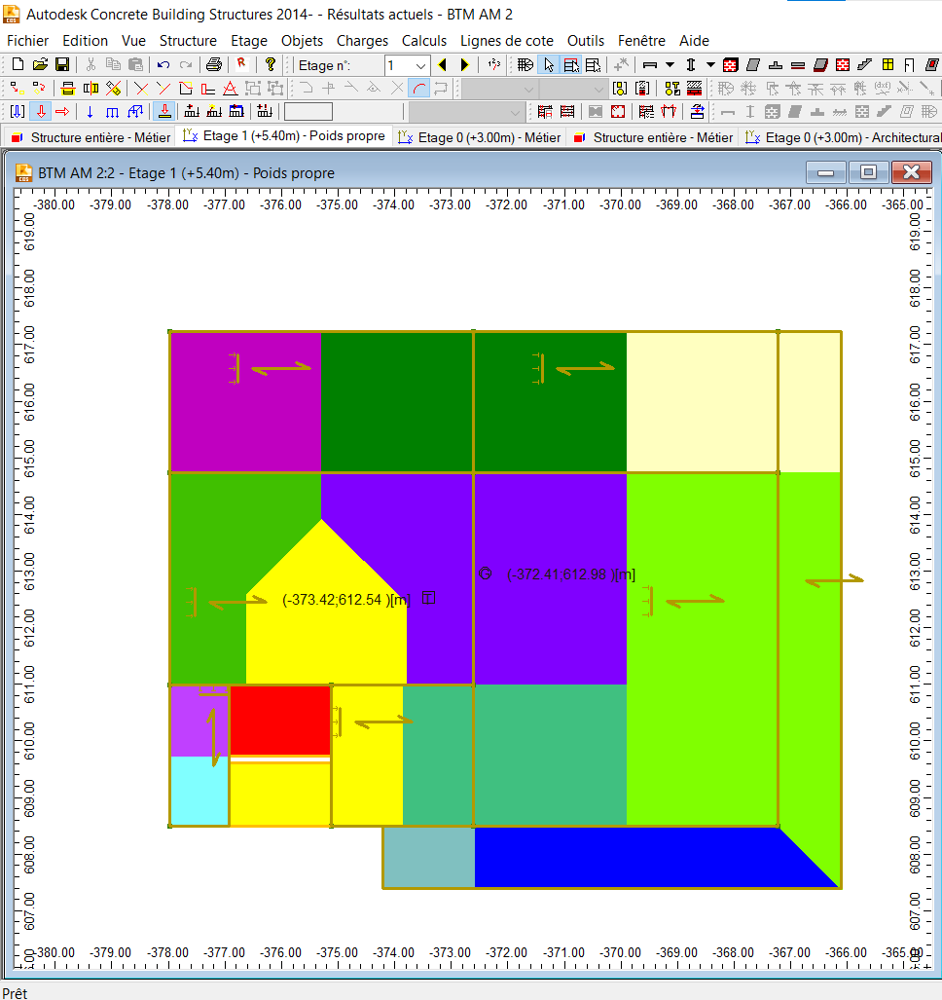 Autodesk Concrete Building Structures 2014- - Résultats actuels - BTM AM 2
Fichier Edition Vue Structure Etage Objets Charges Calculs Lignes de cote Outils Fenêtre Aide
Etage n°: 1
Structure entière - Métier Etage 1 (+5.40m) - Poids propre Etage 0 (+3.00m) - Métier Structure entière - Métier Etage 0 (+3.00m) - Architectural
BTM AM 2:2 - Etage 1 (+5.40m) - Poids propre
-380.00 -379.00 -378.00 -377.00 -376.00 -375.00 -374.00 -373.00 -372.00 -371.00 -370.00 -369.00 -368.00 -367.00 -366.00 -365.00
619.00 619.00
618.00 618.00
617.00 617.00
616.00 616.00
615.00 615.00
614.00 614.00
613.00 613.00
(-372.41;612.98 )[m]
(-373.42;612.54 )[m] T
612.00 612.00
611.00 611.00
610.00 610.00
609.00 609.00
608.00 608.00
607.00 607.00
-380.00 -379.00 -378.00 -377.00 -376.00 -375.00 -374.00 -373.00 -372.00 -371.00 -370.00 -369.00 -368.00 -367.00 -366.00 -365.00
Prêt